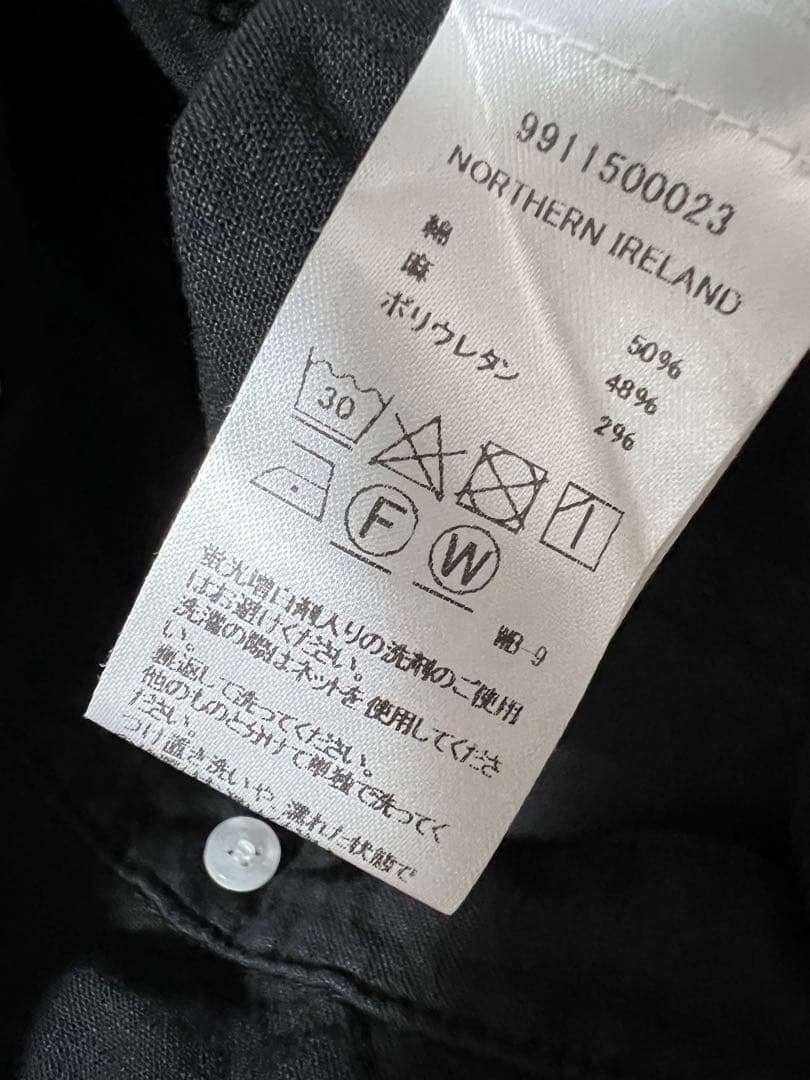 9911500023
NORTHERN IRELAND
綿 50%
麻 48%
ポリウレタン 2%
30
F W
WB-9
蛍光増白剤入りの洗剤のご使用
はお避けください。
洗濯の際はネットを使用してくださ
い。
裏返して洗ってください。
他のものと分けて単独で洗ってく
ださい。
つけ置き洗いや、濡れた状態で